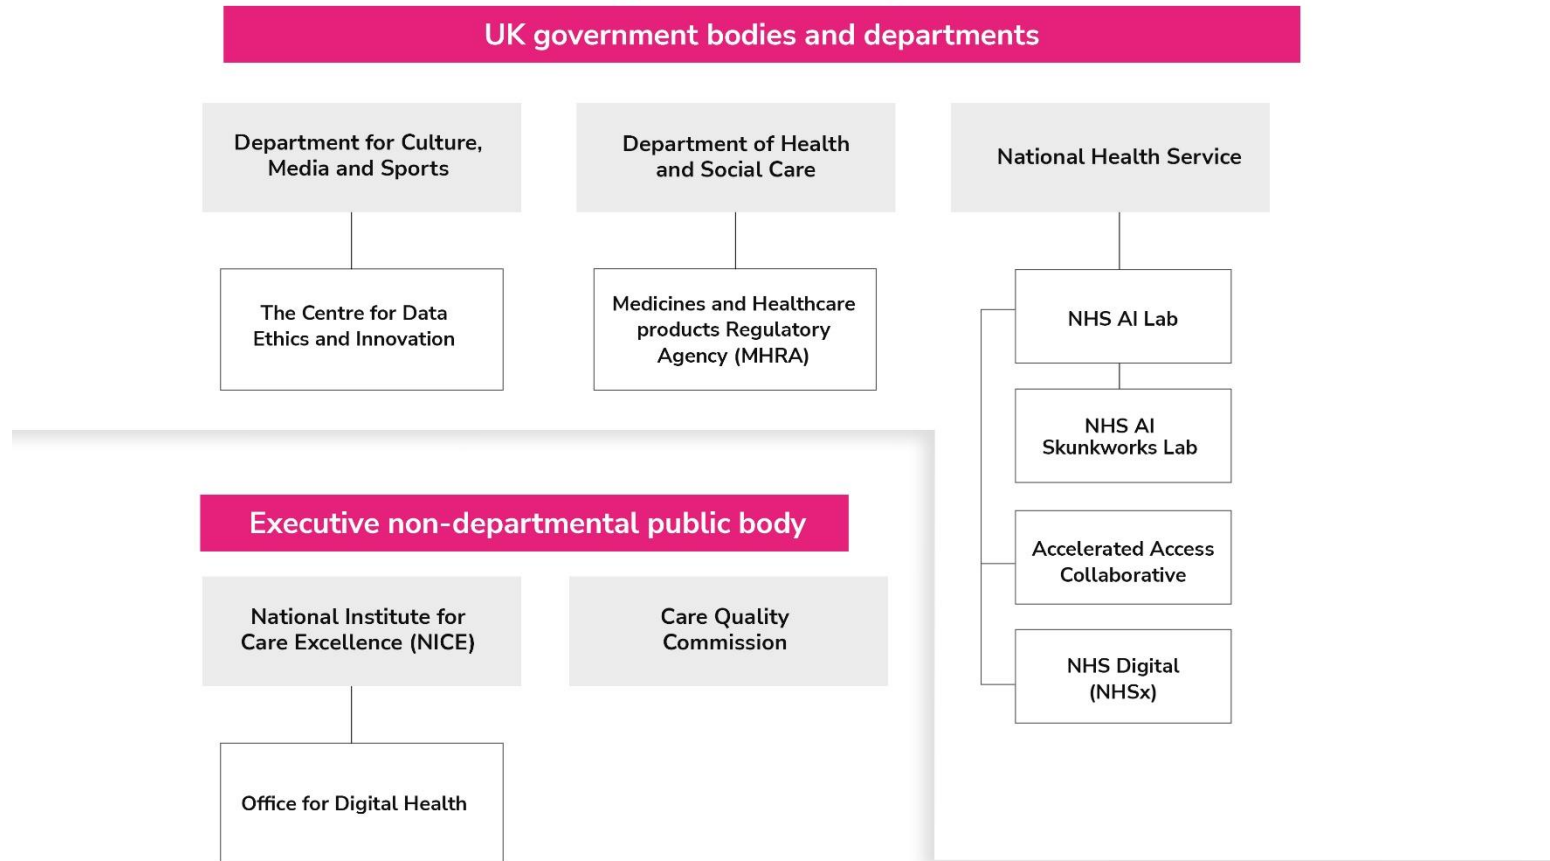 UK government bodies and departments
Department for Culture,
Media and Sports
Department of Health
and Social Care
National Health Service
The Centre for Data
Ethics and Innovation
Medicines and Healthcare
products Regulatory
Agency (MHRA)
NHS AI Lab
NHS AI
Skunkworks Lab
Accelerated Access
Collaborative
NHS Digital
(NHSx)
Executive non-departmental public body
National Institute for
Care Excellence (NICE)
Care Quality
Commission
Office for Digital Health